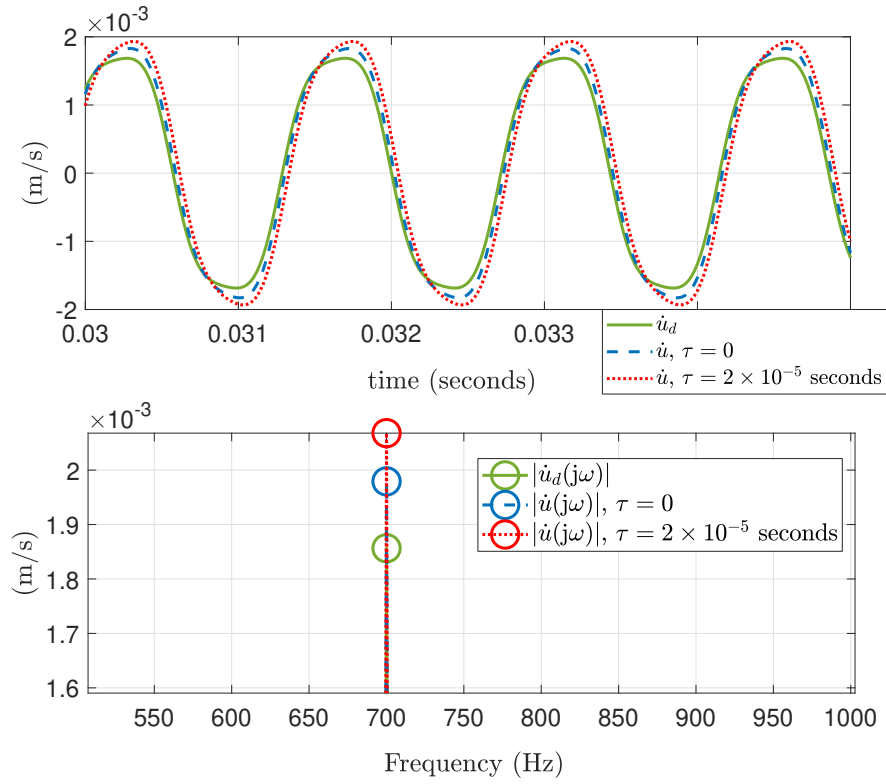 ×10⁻³
2
1
0
-1
-2
(m/s)
0.03 0.031 0.032 0.033
time (seconds)
u̇_d
u̇, τ = 0
u̇, τ = 2 × 10⁻⁵ seconds
×10⁻³
2
1.9
1.8
1.7
1.6
(m/s)
|u̇_d(jω)|
|u̇(jω)|, τ = 0
|u̇(jω)|, τ = 2 × 10⁻⁵ seconds
550 600 650 700 750 800 850 900 950 1000
Frequency (Hz)